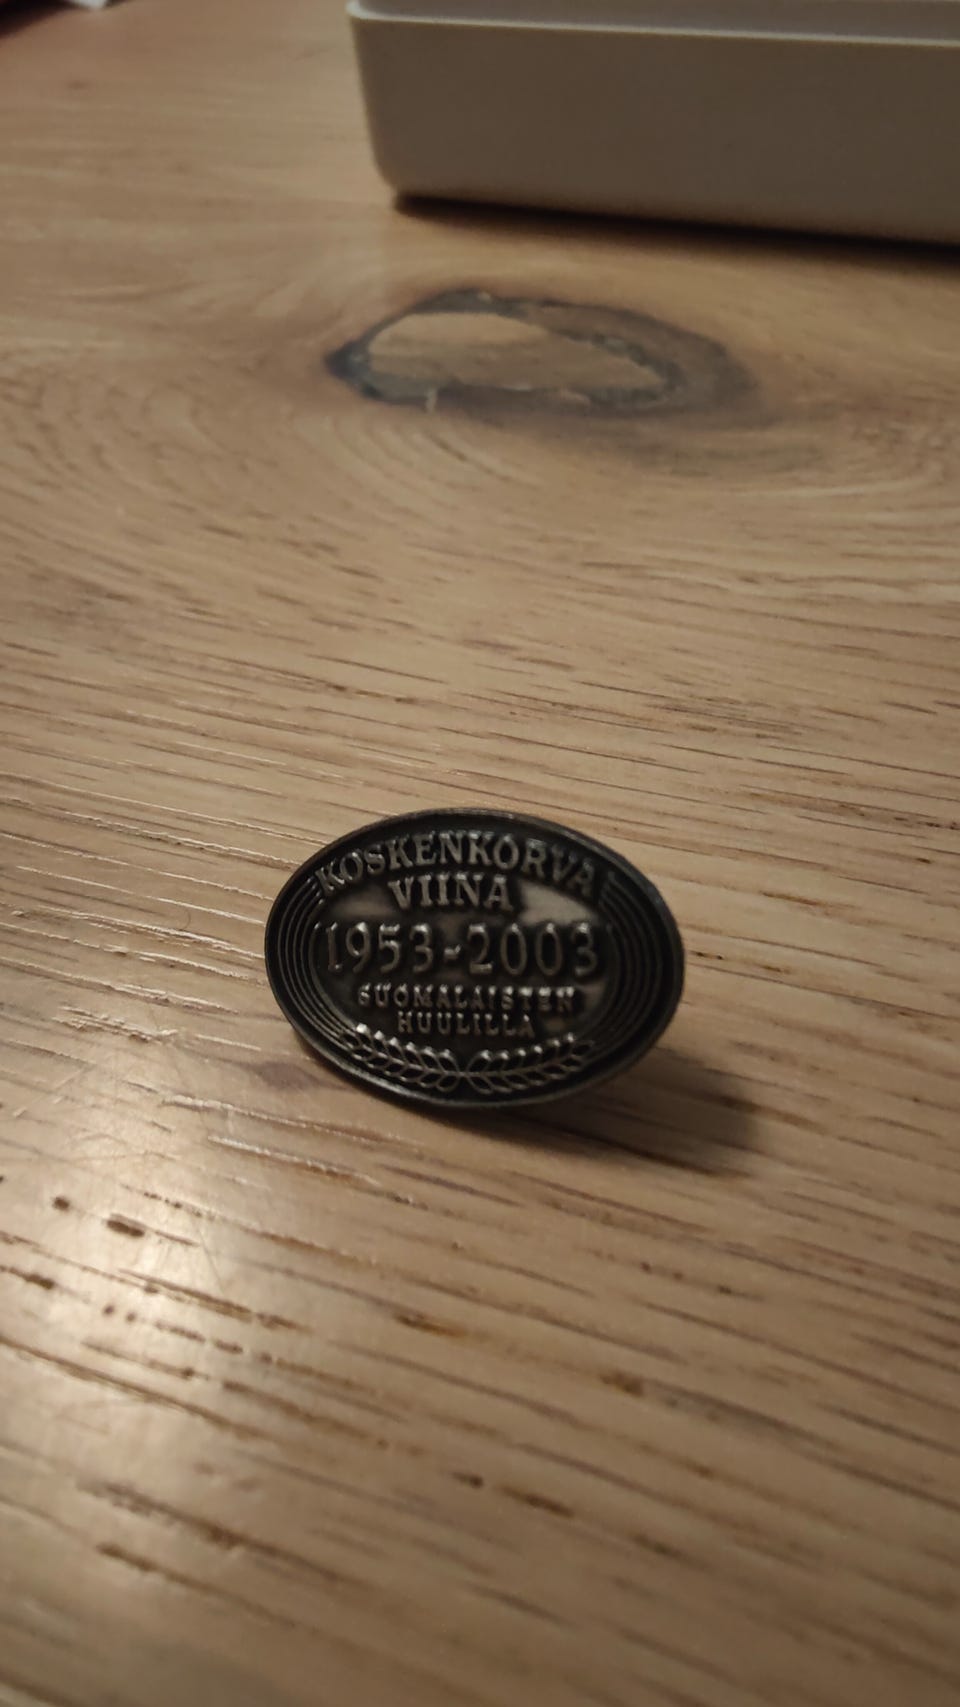 KOSKENKORVA
VIINA
1953-2003
SUOMALAISTEN
HUULILLA